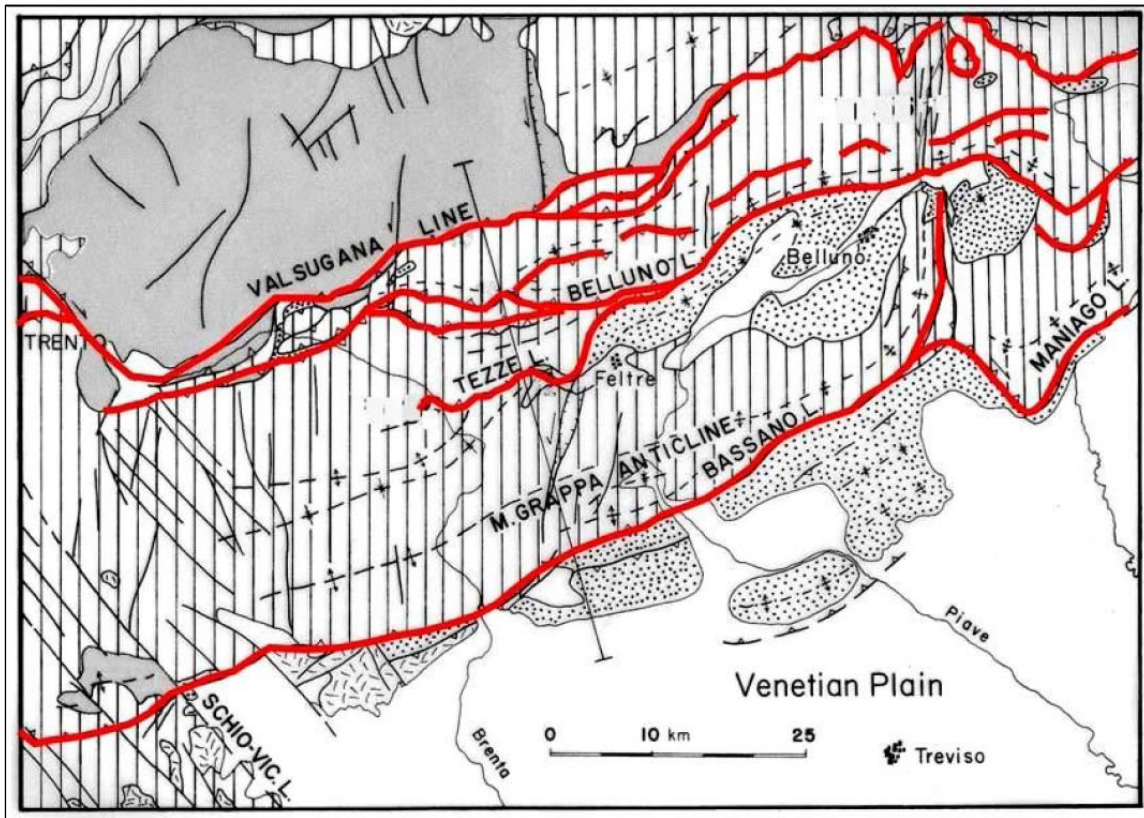 VALSUGANA LINE
TRENTO
BELLUNO L.
Belluno
TEZZE L.
Feltre
MANIAGO L.
M. GRAPPA ANTICLINE
BASSANO L.
Piave
Venetian Plain
SCHIO-VIC. L.
Brenta
0 10 km 25
Treviso